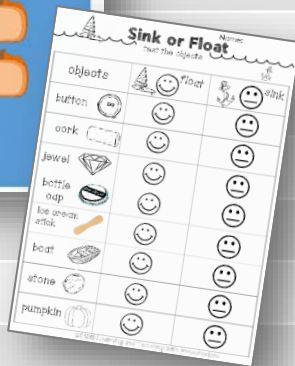 Name:
Sink or Float
test the objects
objects float sink
button
cork
jewel
bottle
cap
ice cream
stick
boat
stone
pumpkin